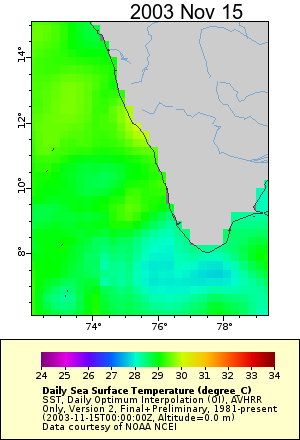 2003 Nov 15
14°
12°
10°
8°
74°
76°
78°
24 25 26 27 28 29 30 31 32 33 34
Daily Sea Surface Temperature (degree_C)
SST, Daily Optimum Interpolation (OI), AVHRR
Only, Version 2, Final+Preliminary, 1981-present
(2003-11-15T00:00:00Z, Altitude=0.0 m)
Data courtesy of NOAA NCEI